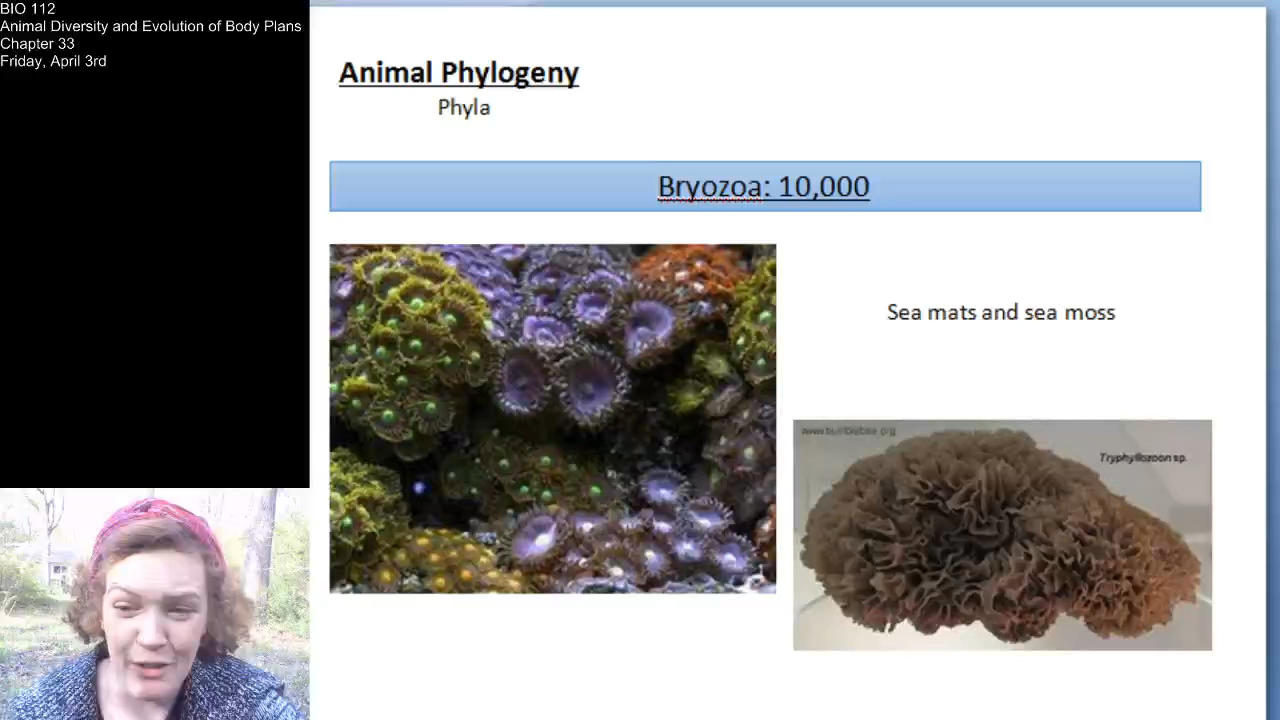 BIO 112
Animal Diversity and Evolution of Body Plans
Chapter 33
Friday, April 3rd
Animal Phylogeny
Phyla
Bryozoa: 10,000
Sea mats and sea moss
Tryphyllozoon sp.